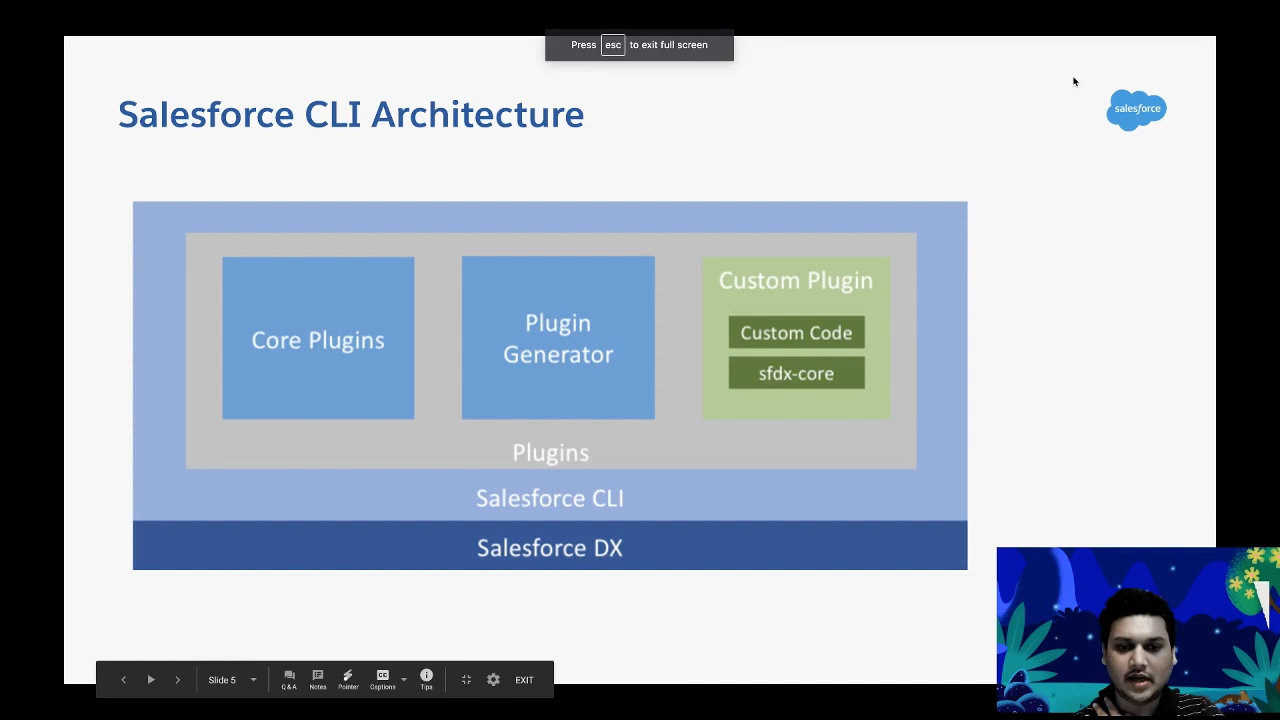 Press esc to exit full screen
Salesforce CLI Architecture
salesforce
Core Plugins
Plugin
Generator
Custom Plugin
Custom Code
sfdx-core
Plugins
Salesforce CLI
Salesforce DX
Slide 5
Q&A
Notes
Pointer
Captions
Tips
EXIT